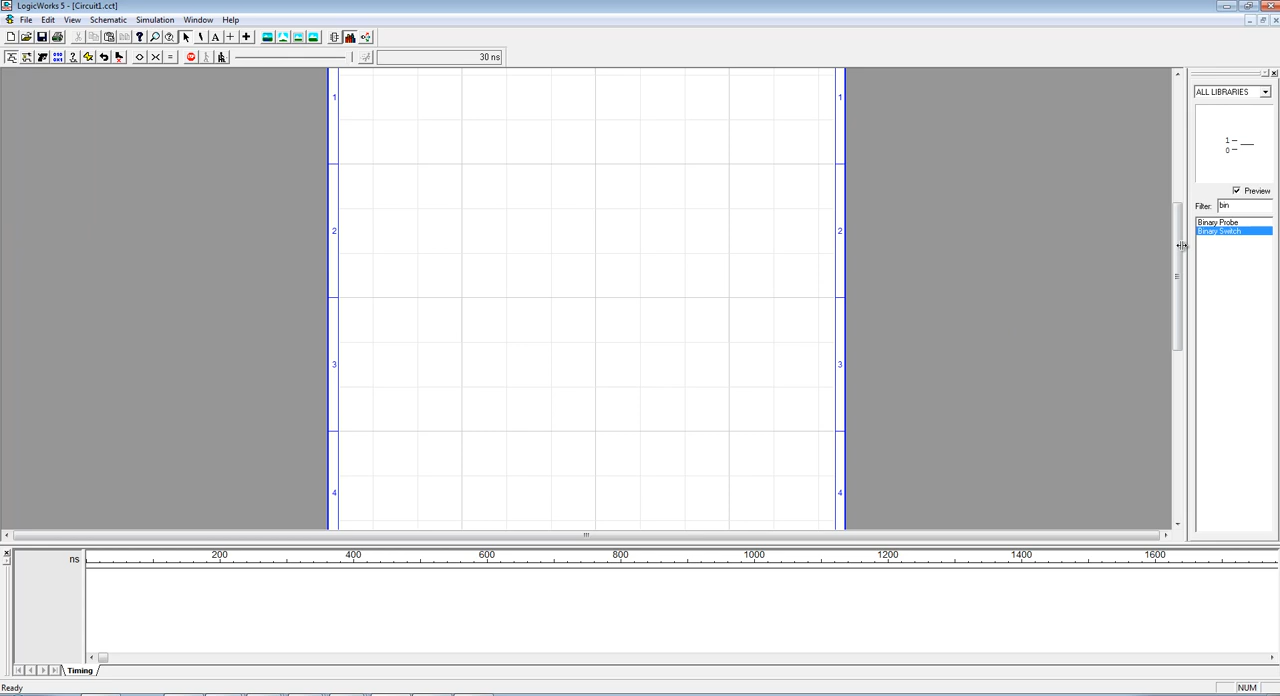 LogicWorks 5 - [Circuit1.cct]
File Edit View Schematic Simulation Window Help
30 ns
ALL LIBRARIES
1
0
Preview
Filter: bin
Binary Probe
Binary Switch
1 1
2 2
3 3
4 4
ns 200 400 600 800 1000 1200 1400 1600
Timing
Ready NUM